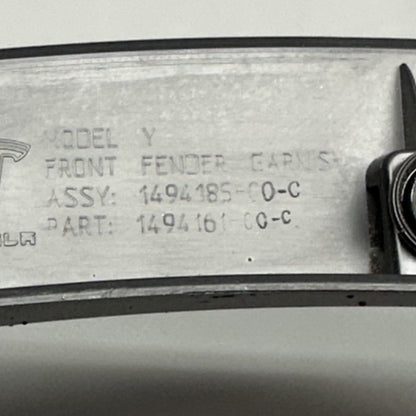 MODEL Y
FRONT FENDER GARNISH
ASSY: 1494185-00-C
PART: 1494161-00-C